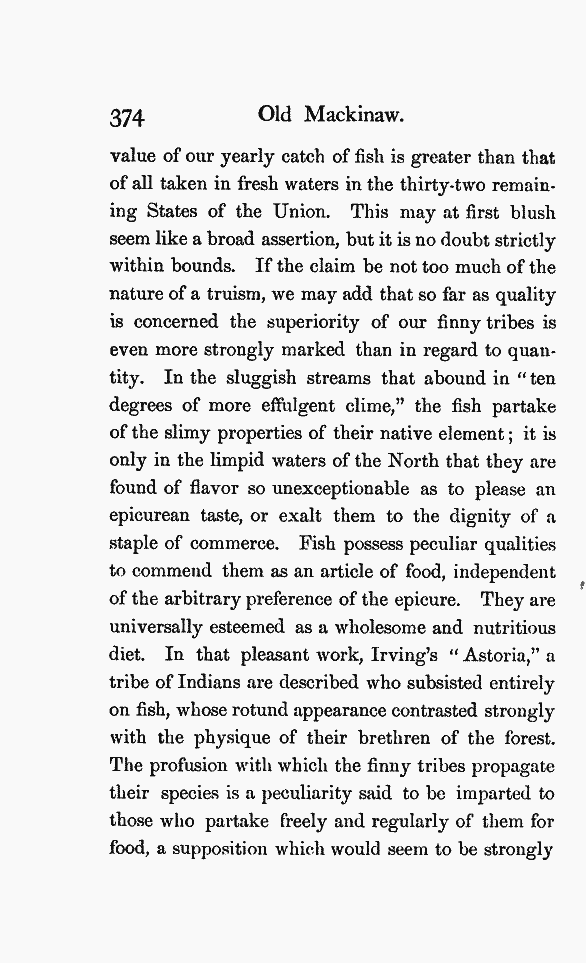 374 Old Mackinaw.
value of our yearly catch of fish is greater than that
of all taken in fresh waters in the thirty-two remain-
ing States of the Union. This may at first blush
seem like a broad assertion, but it is no doubt strictly
within bounds. If the claim be not too much of the
nature of a truism, we may add that so far as quality
is concerned the superiority of our finny tribes is
even more strongly marked than in regard to quan-
tity. In the sluggish streams that abound in "ten
degrees of more effulgent clime," the fish partake
of the slimy properties of their native element; it is
only in the limpid waters of the North that they are
found of flavor so unexceptionable as to please an
epicurean taste, or exalt them to the dignity of a
staple of commerce. Fish possess peculiar qualities
to commend them as an article of food, independent
of the arbitrary preference of the epicure. They are
universally esteemed as a wholesome and nutritious
diet. In that pleasant work, Irving's "Astoria," a
tribe of Indians are described who subsisted entirely
on fish, whose rotund appearance contrasted strongly
with the physique of their brethren of the forest.
The profusion with which the finny tribes propagate
their species is a peculiarity said to be imparted to
those who partake freely and regularly of them for
food, a supposition which would seem to be strongly